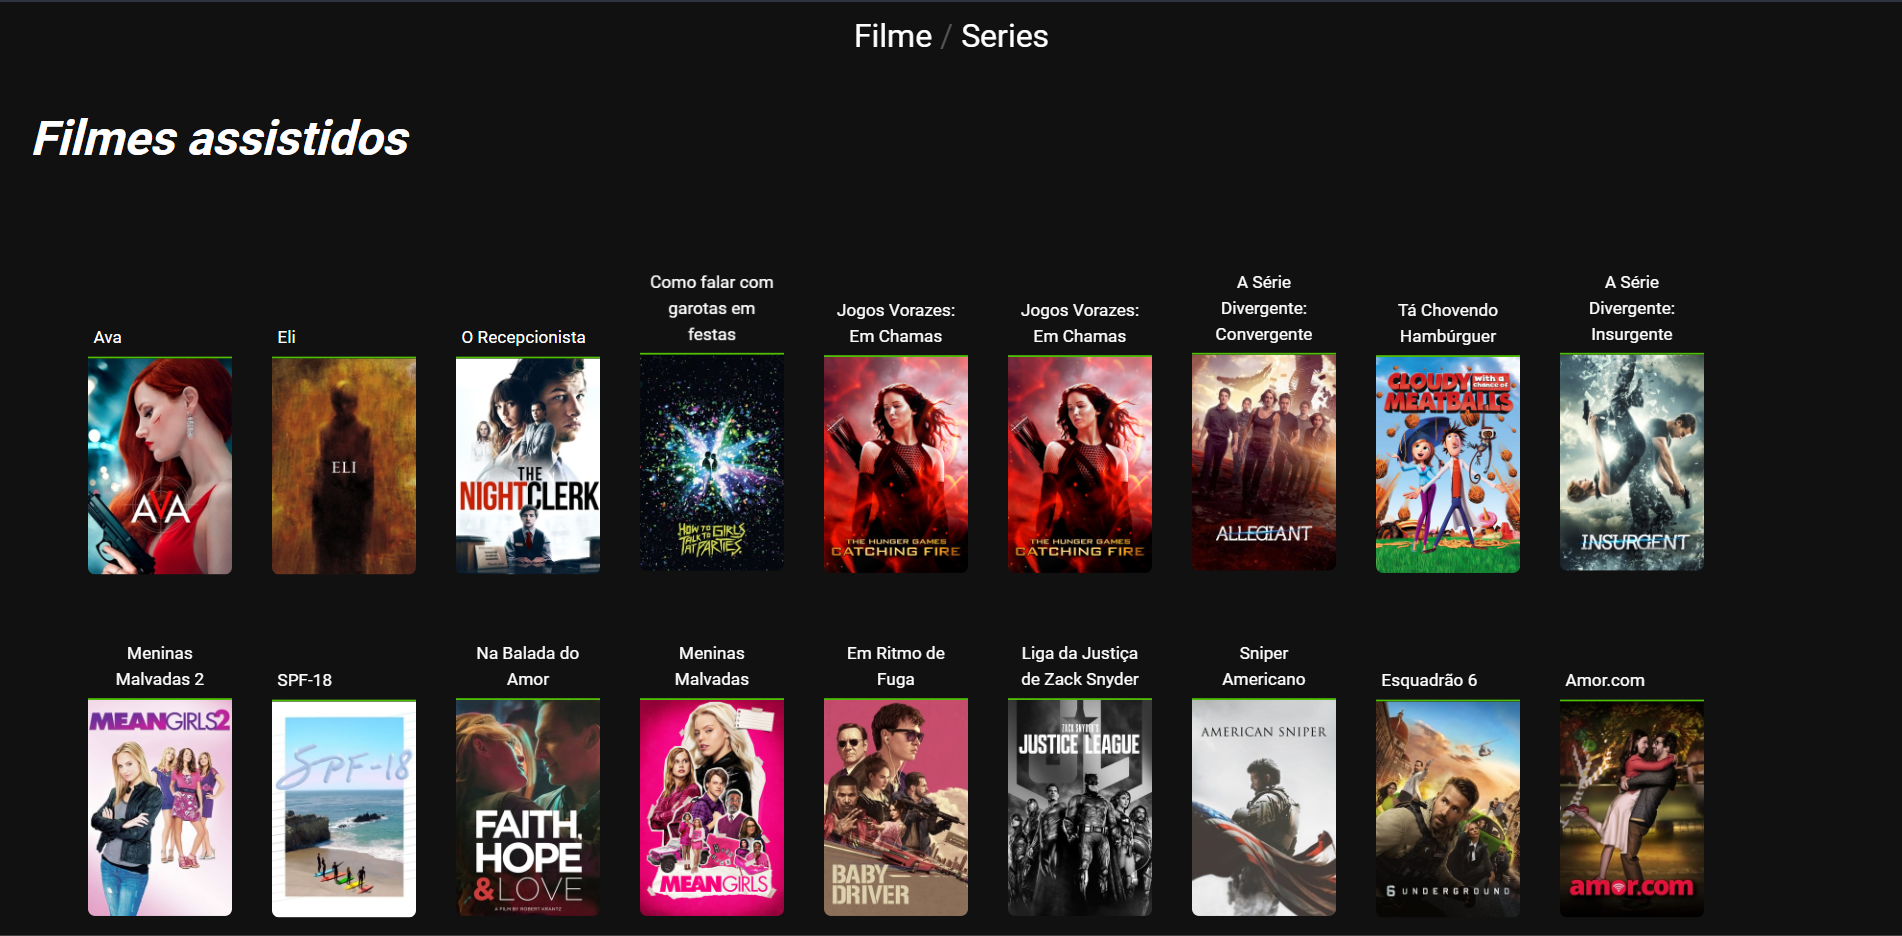 Filme / Series
Filmes assistidos
Ava
AVA
Eli
ELI
O Recepcionista
THE
NIGHT CLERK
Como falar com
garotas em
festas
HOW TO GIRLS
TALK TO
AT PARTIES
Jogos Vorazes:
Em Chamas
THE HUNGER GAMES
CATCHING FIRE
Jogos Vorazes:
Em Chamas
THE HUNGER GAMES
CATCHING FIRE
A Série
Divergente:
Convergente
ALLEGIANT
Tá Chovendo
Hambúrguer
CLOUDY with a
chance of
MEATBALLS
A Série
Divergente:
Insurgente
INSURGENT
Meninas
Malvadas 2
MEAN GIRLS 2
SPF-18
SPF-18
Na Balada do
Amor
FAITH,
HOPE
& LOVE
A FILM BY ROBERT KRANTZ
Meninas
Malvadas
MEAN GIRLS
Em Ritmo de
Fuga
BABY
DRIVER
Liga da Justiça
de Zack Snyder
ZACK SNYDER'S
JUSTICE LEAGUE
Sniper
Americano
AMERICAN SNIPER
Esquadrão 6
6 UNDERGROUND
Amor.com
amor.com